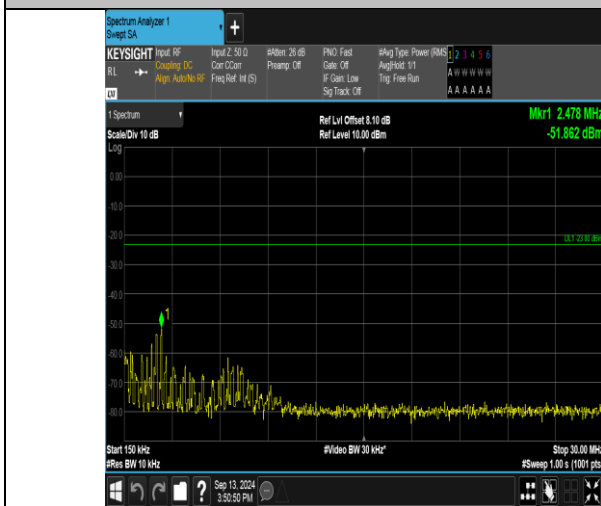 Spectrum Analyzer 1
Swept SA
+
KEYSIGHT
RL
Input: RF
Coupling: DC
Align: Auto/No RF
Input Z: 50 Ω
Corr CCorr
Freq Ref: Int (S)
#Atten: 26 dB
Preamp: Off
PNO: Fast
Gate: Off
IF Gain: Low
Sig Track: Off
#Avg Type: Power (RMS
Avg|Hold: 1/1
Trig: Free Run
1 2 3 4 5 6
A W W W W W
A A A A A A
1 Spectrum
Scale/Div 10 dB
Ref Lvl Offset 8.10 dB
Ref Level 10.00 dBm
Mkr1 2.478 MHz
-51.862 dBm
Log
0.00
-10.0
-20.0
DL1 -23.00 dBm
-30.0
-40.0
1
-50.0
-60.0
-70.0
-80.0
Start 150 kHz
#Video BW 30 kHz*
Stop 30.00 MHz
#Res BW 10 kHz
#Sweep 1.00 s (1001 pts
?
Sep 13, 2024
3:50:50 PM